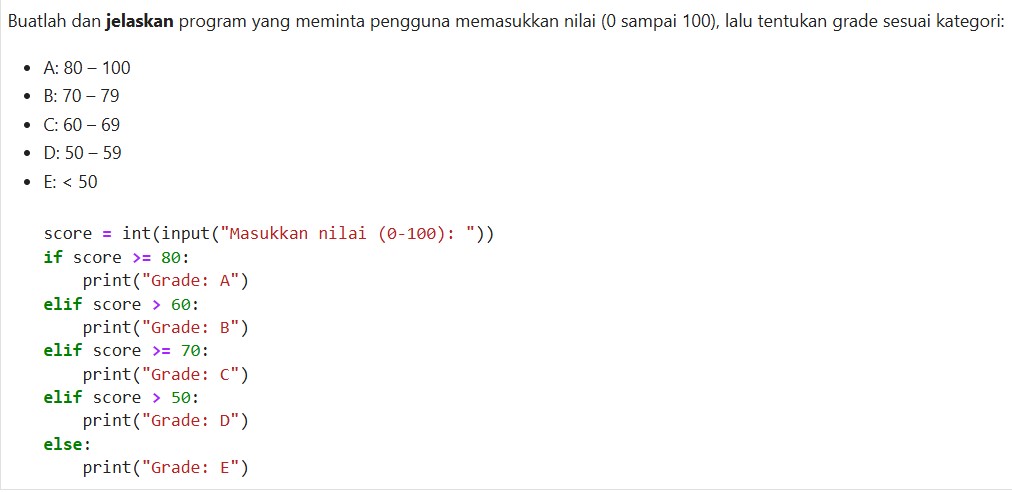 Buatlah dan jelaskan program yang meminta pengguna memasukkan nilai (0 sampai 100), lalu tentukan grade sesuai kategori:
• A: 80 – 100
• B: 70 – 79
• C: 60 – 69
• D: 50 – 59
• E: < 50
score = int(input("Masukkan nilai (0-100): "))
if score >= 80:
    print("Grade: A")
elif score > 60:
    print("Grade: B")
elif score >= 70:
    print("Grade: C")
elif score > 50:
    print("Grade: D")
else:
    print("Grade: E")